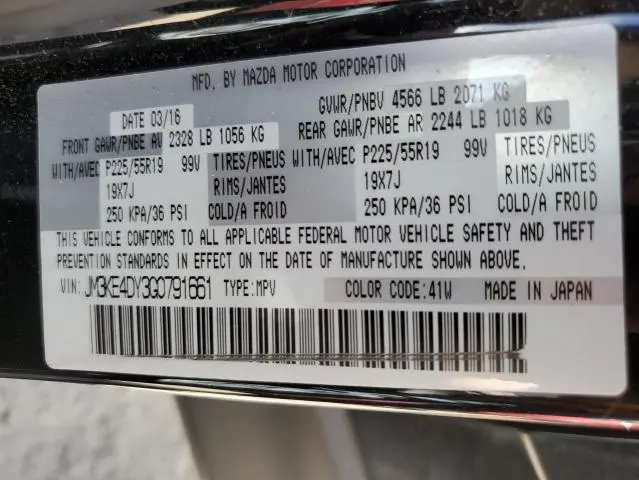 MFD. BY MAZDA MOTOR CORPORATION
DATE 03/16 GVWR/PNBV 4566 LB 2071 KG
FRONT GAWR/PNBE AV 2328 LB 1056 KG REAR GAWR/PNBE AR 2244 LB 1018 KG
WITH/AVEC P225/55R19 99V TIRES/PNEUS WITH/AVEC P225/55R19 99V TIRES/PNEUS
19X7J RIMS/JANTES 19X7J RIMS/JANTES
250 KPA/36 PSI COLD/A FROID 250 KPA/36 PSI COLD/A FROID
THIS VEHICLE CONFORMS TO ALL APPLICABLE FEDERAL MOTOR VEHICLE SAFETY AND THEFT
PREVENTION STANDARDS IN EFFECT ON THE DATE OF MANUFACTURE SHOWN ABOVE.
VIN: JM3KE4DY3G0791661 TYPE:MPV COLOR CODE:41W MADE IN JAPAN